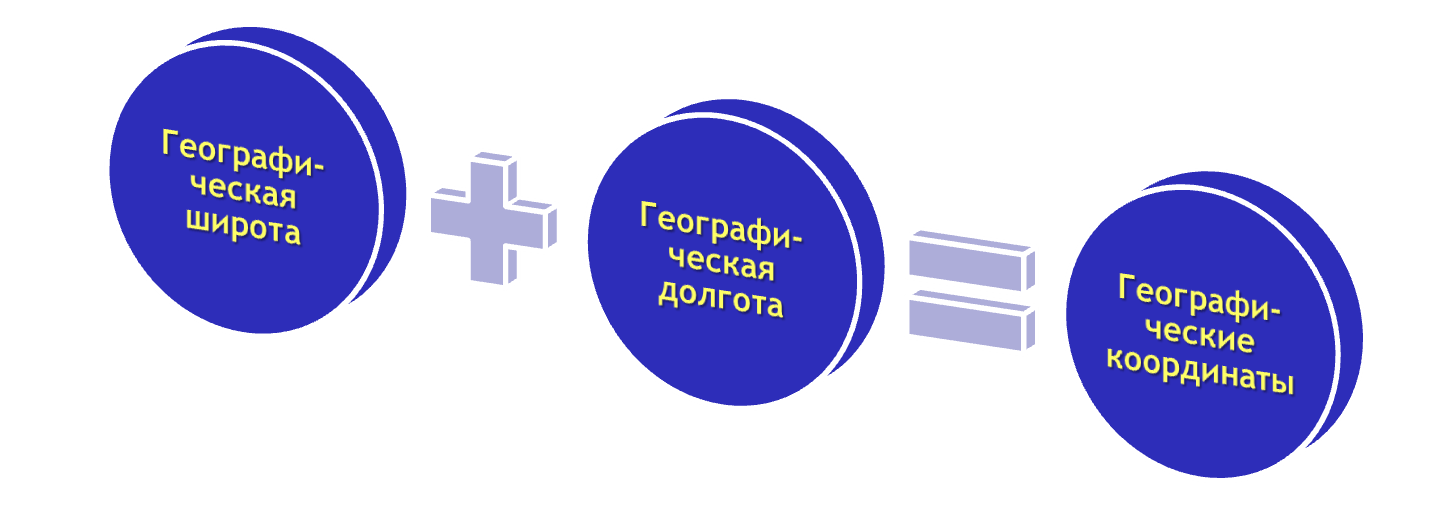 Географи-
ческая
широта
Географи-
ческая
долгота
Географи-
ческие
координаты